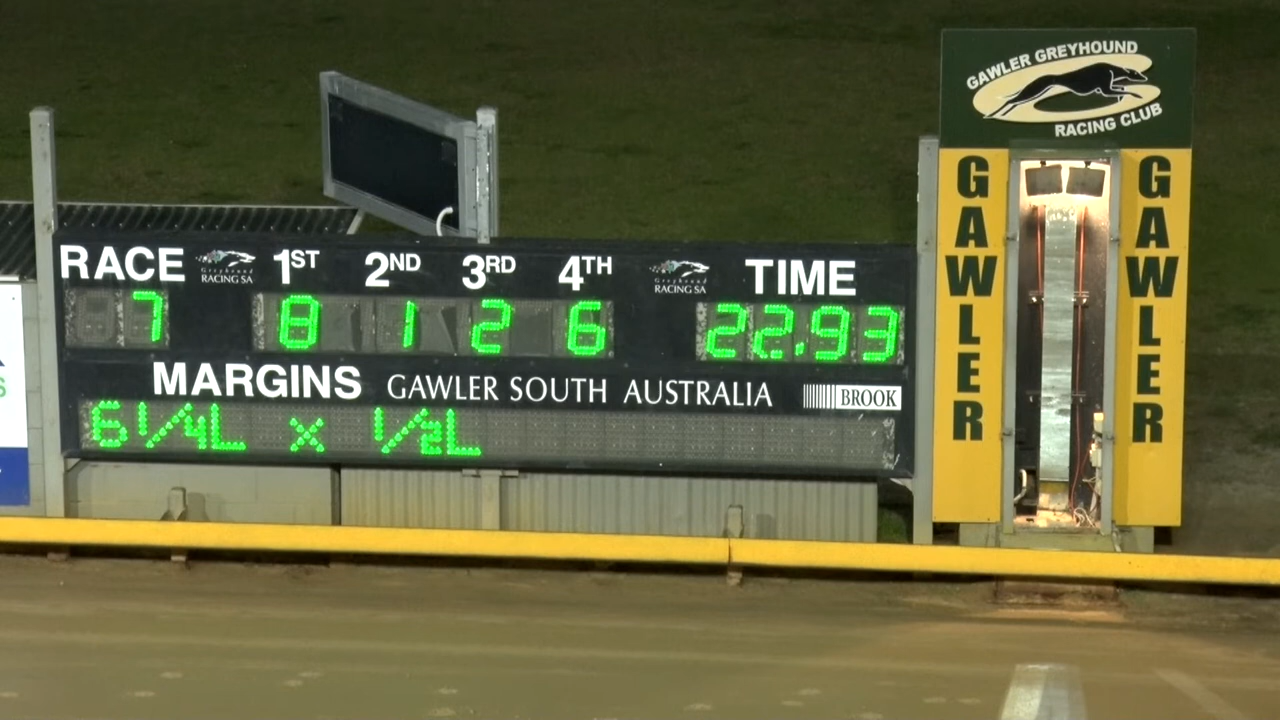 GAWLER GREYHOUND
RACING CLUB
GAWLER
GAWLER
RACE Greyhound RACING SA 1ST 2ND 3RD 4TH Greyhound RACING SA TIME
7 8 1 2 6 22.93
MARGINS GAWLER SOUTH AUSTRALIA BROOK
6 1/4L X 1/2L